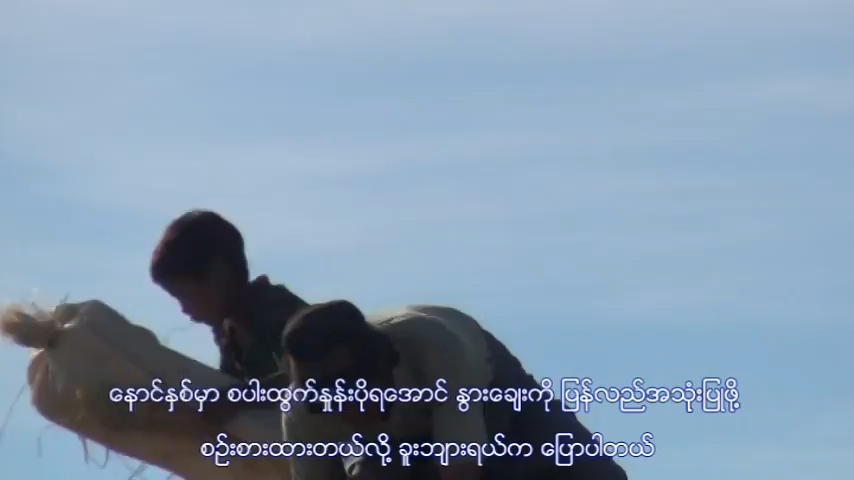 နောင်နှစ်မှာ စပါးထွက်နှုန်းပိုရအောင် နွားချေးကို ပြန်လည်အသုံးပြုဖို့
စဉ်းစားထားတယ်လို့ ခူးဘျားရယ်က ပြောပါတယ်